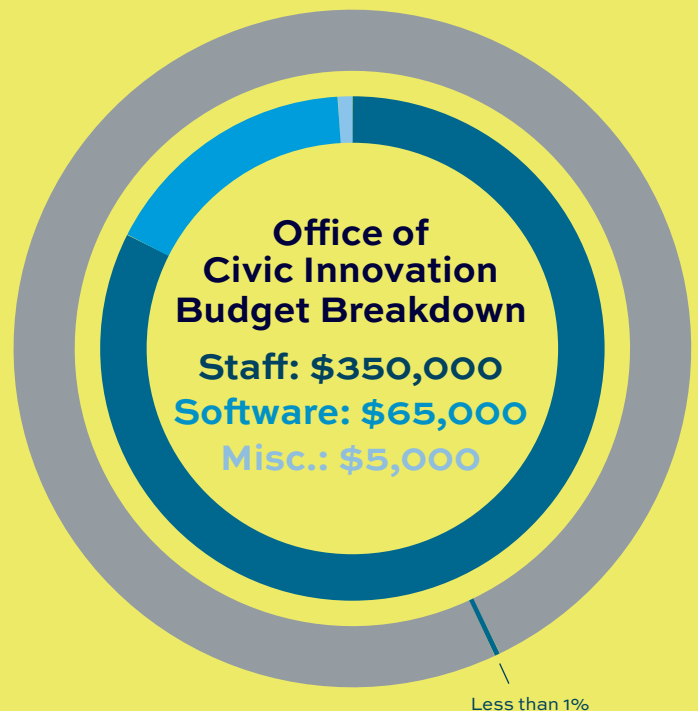 Office of
Civic Innovation
Budget Breakdown
Staff: $350,000
Software: $65,000
Misc.: $5,000
Less than 1%